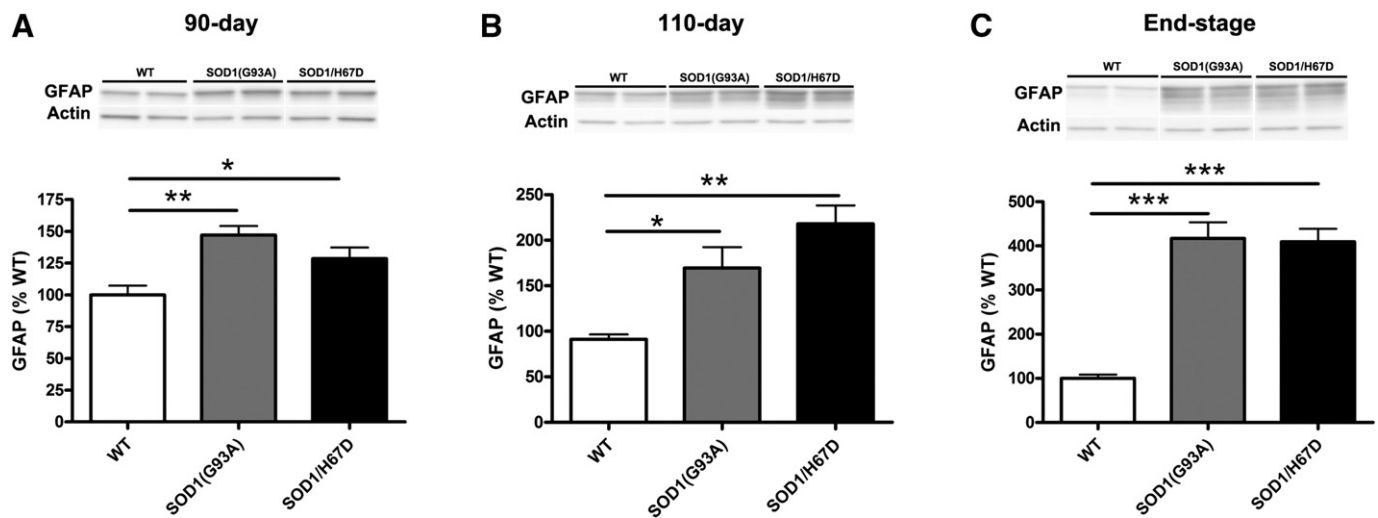 A 90-day
WT SOD1(G93A) SOD1/H67D
GFAP
Actin
*
**
GFAP (% WT)
175
150
125
100
75
50
25
0
WT SOD1(G93A) SOD1/H67D
B 110-day
WT SOD1(G93A) SOD1/H67D
GFAP
Actin
**
*
GFAP (% WT)
250
200
150
100
50
0
WT SOD1(G93A) SOD1/H67D
C End-stage
WT SOD1(G93A) SOD1/H67D
GFAP
Actin
***
***
GFAP (% WT)
500
400
300
200
100
0
WT SOD1(G93A) SOD1/H67D